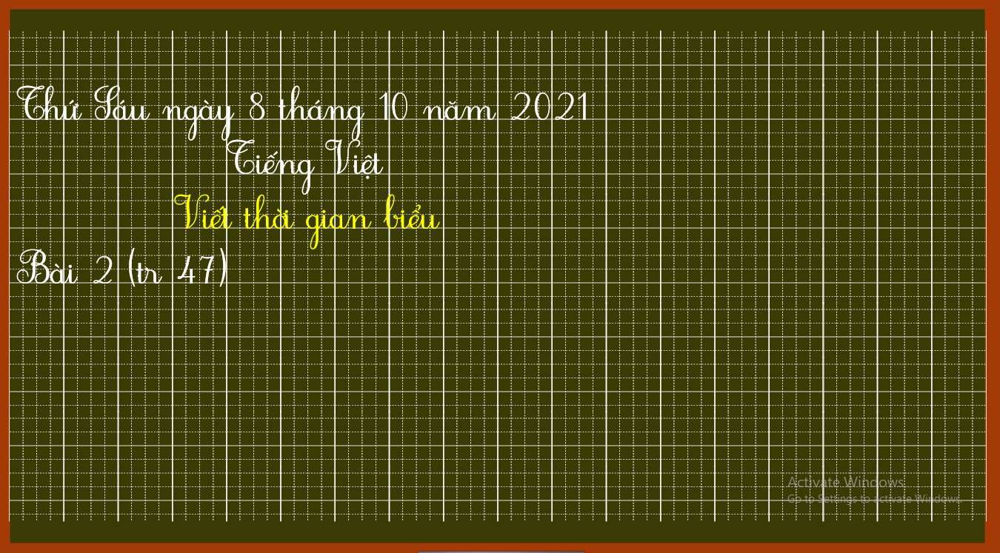 Thứ Sáu ngày 8 tháng 10 năm 2021
Tiếng Việt
Viết thời gian biểu
Bài 2 (tr 47)
Activate Windows
Go to Settings to activate Windows.